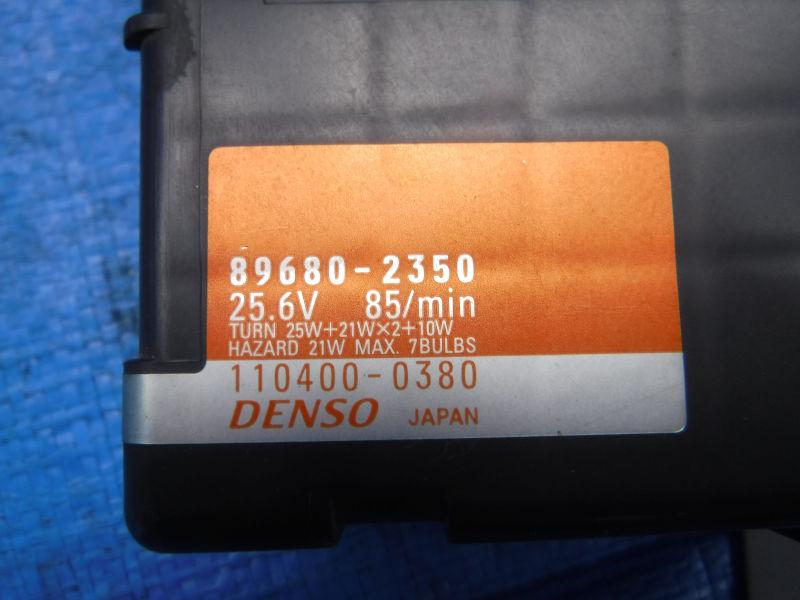 89680-2350
25.6V 85/min
TURN 25W+21W×2+10W
HAZARD 21W MAX. 7BULBS
110400-0380
DENSO JAPAN